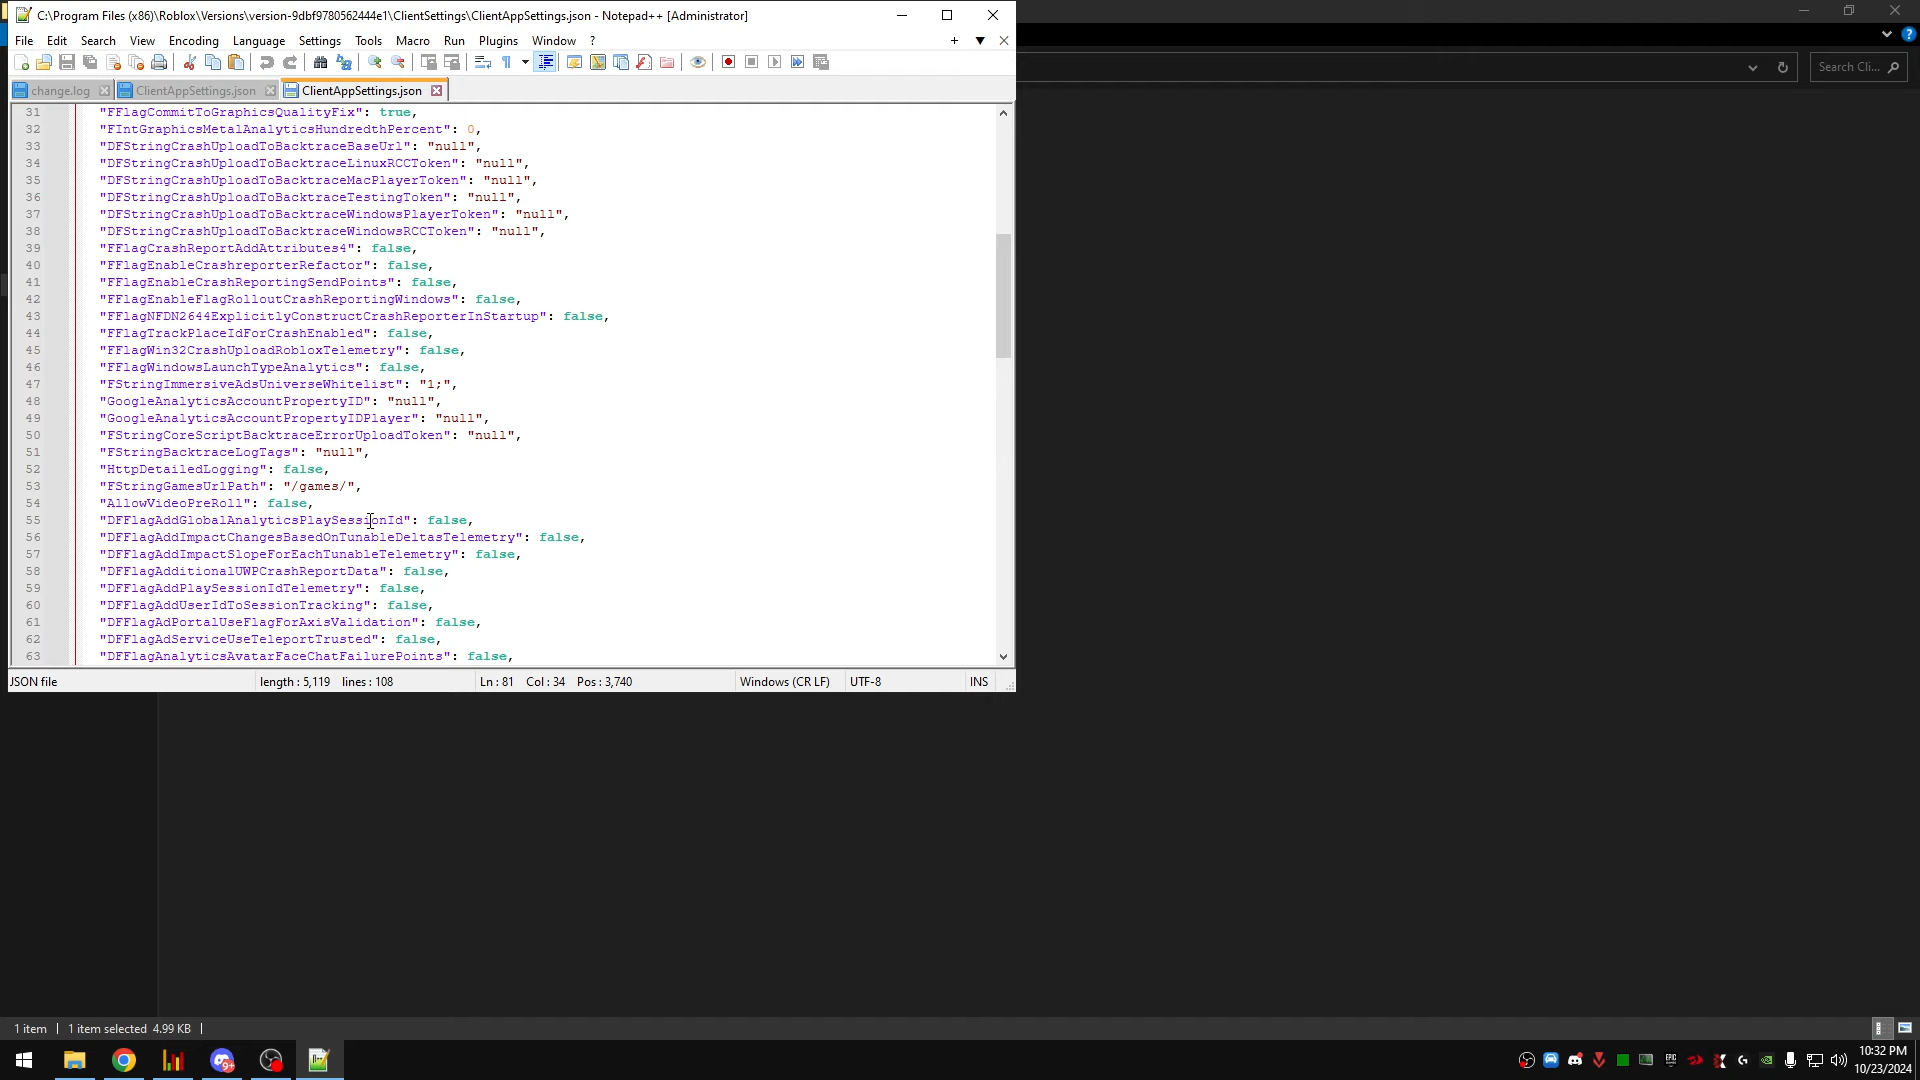 C:\Program Files (x86)\Roblox\Versions\version-9dbf9780562444e1\ClientSettings\ClientAppSettings.json - Notepad++ [Administrator]
File Edit Search View Encoding Language Settings Tools Macro Run Plugins Window ?
Search Cli...
change.log ClientAppSettings.json ClientAppSettings.json
31 "FFlagCommitToGraphicsQualityFix": true,
32 "FIntGraphicsMetalAnalyticsHundredthPercent": 0,
33 "DFStringCrashUploadToBacktraceBaseUrl": "null",
34 "DFStringCrashUploadToBacktraceLinuxRCCToken": "null",
35 "DFStringCrashUploadToBacktraceMacPlayerToken": "null",
36 "DFStringCrashUploadToBacktraceTestingToken": "null",
37 "DFStringCrashUploadToBacktraceWindowsPlayerToken": "null",
38 "DFStringCrashUploadToBacktraceWindowsRCCToken": "null",
39 "FFlagCrashReportAddAttributes4": false,
40 "FFlagEnableCrashreporterRefactor": false,
41 "FFlagEnableCrashReportingSendPoints": false,
42 "FFlagEnableFlagRolloutCrashReportingWindows": false,
43 "FFlagNFDN2644ExplicitlyConstructCrashReporterInStartup": false,
44 "FFlagTrackPlaceIdForCrashEnabled": false,
45 "FFlagWin32CrashUploadRobloxTelemetry": false,
46 "FFlagWindowsLaunchTypeAnalytics": false,
47 "FStringImmersiveAdsUniverseWhitelist": "1;",
48 "GoogleAnalyticsAccountPropertyID": "null",
49 "GoogleAnalyticsAccountPropertyIDPlayer": "null",
50 "FStringCoreScriptBacktraceErrorUploadToken": "null",
51 "FStringBacktraceLogTags": "null",
52 "HttpDetailedLogging": false,
53 "FStringGamesUrlPath": "/games/",
54 "AllowVideoPreRoll": false,
55 "DFFlagAddGlobalAnalyticsPlaySessionId": false,
56 "DFFlagAddImpactChangesBasedOnTunableDeltasTelemetry": false,
57 "DFFlagAddImpactSlopeForEachTunableTelemetry": false,
58 "DFFlagAdditionalUWPCrashReportData": false,
59 "DFFlagAddPlaySessionIdTelemetry": false,
60 "DFFlagAddUserIdToSessionTracking": false,
61 "DFFlagAdPortalUseFlagForAxisValidation": false,
62 "DFFlagAdServiceUseTeleportTrusted": false,
63 "DFFlagAnalyticsAvatarFaceChatFailurePoints": false,
JSON file length : 5,119 lines : 108 Ln : 81 Col : 34 Pos : 3,740 Windows (CR LF) UTF-8 INS
1 item 1 item selected 4.99 KB
9+
EPIC
10:32 PM
10/23/2024